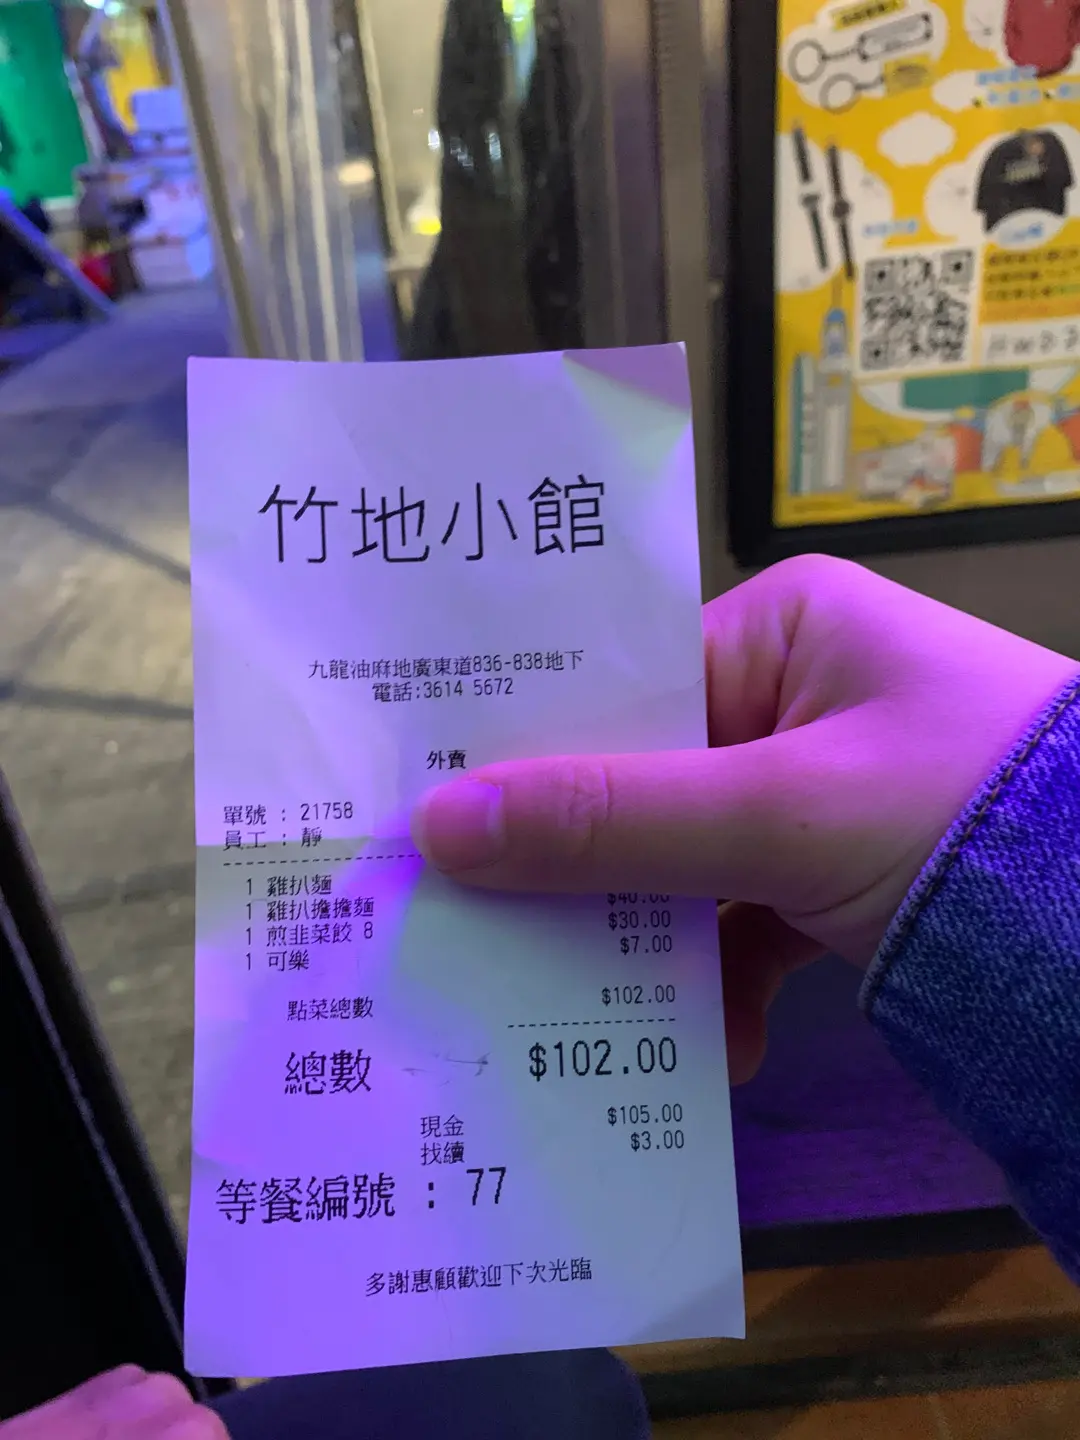 竹地小館
九龍油麻地廣東道836-838地下
電話:3614 5672
外賣
單號 : 21758
員工 : 靜
1 雞扒麵
1 雞扒擔擔麵 $40.00
1 煎韭菜餃 8 $30.00
1 可樂 $7.00
點菜總數 $102.00
總數 $102.00
現金 $105.00
找續 $3.00
等餐編號 : 77
多謝惠顧歡迎下次光臨